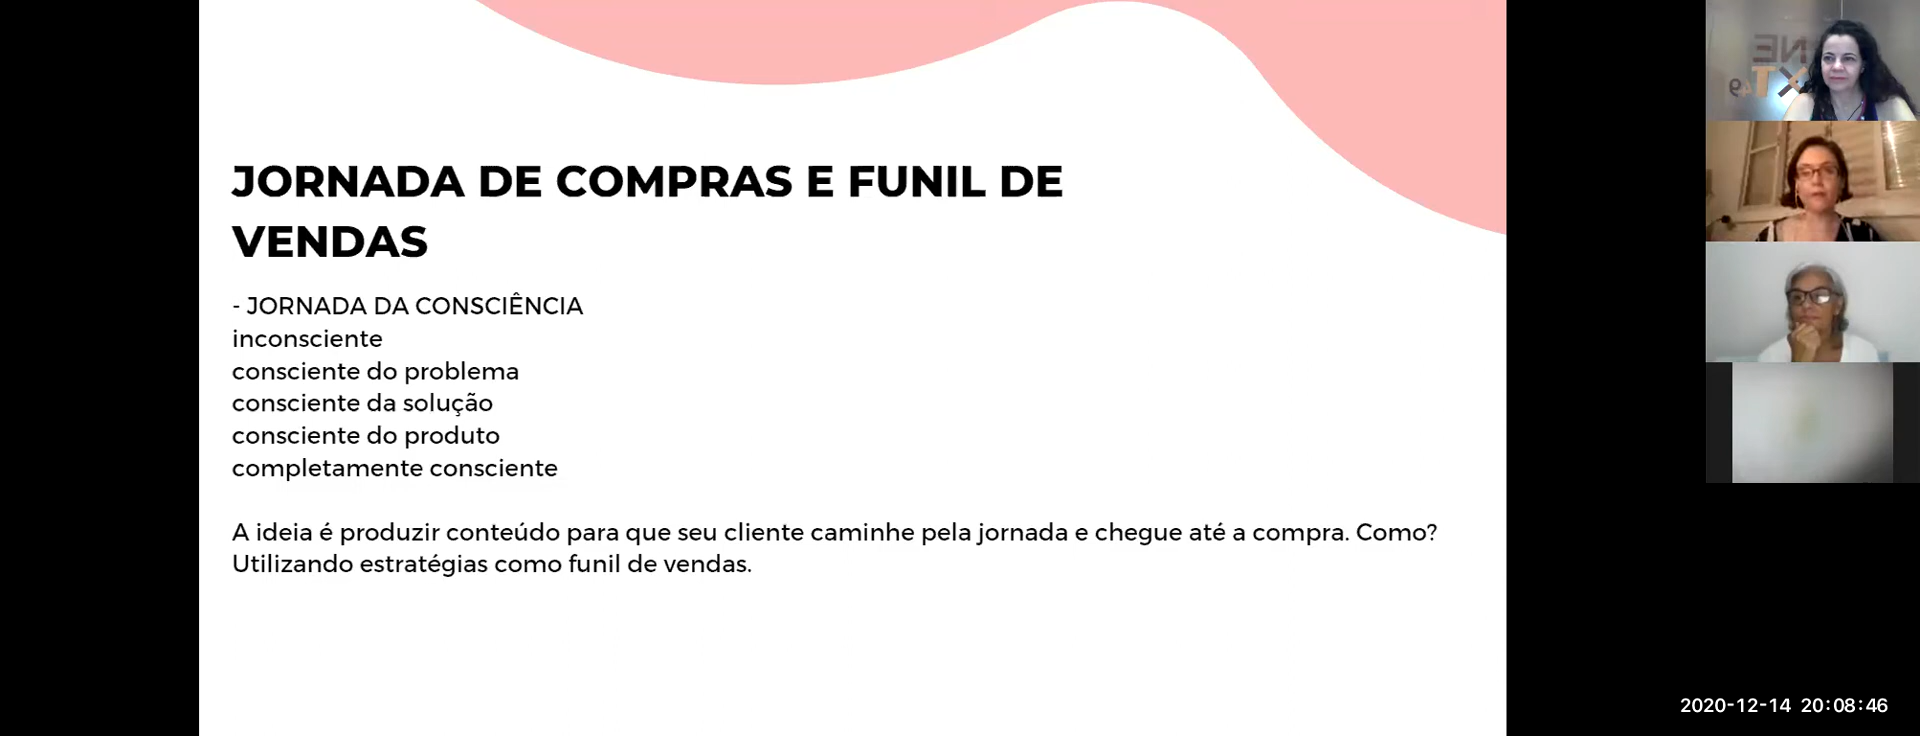 JORNADA DE COMPRAS E FUNIL DE
VENDAS
- JORNADA DA CONSCIÊNCIA
inconsciente
consciente do problema
consciente da solução
consciente do produto
completamente consciente
A ideia é produzir conteúdo para que seu cliente caminhe pela jornada e chegue até a compra. Como?
Utilizando estratégias como funil de vendas.
2020-12-14 20:08:46